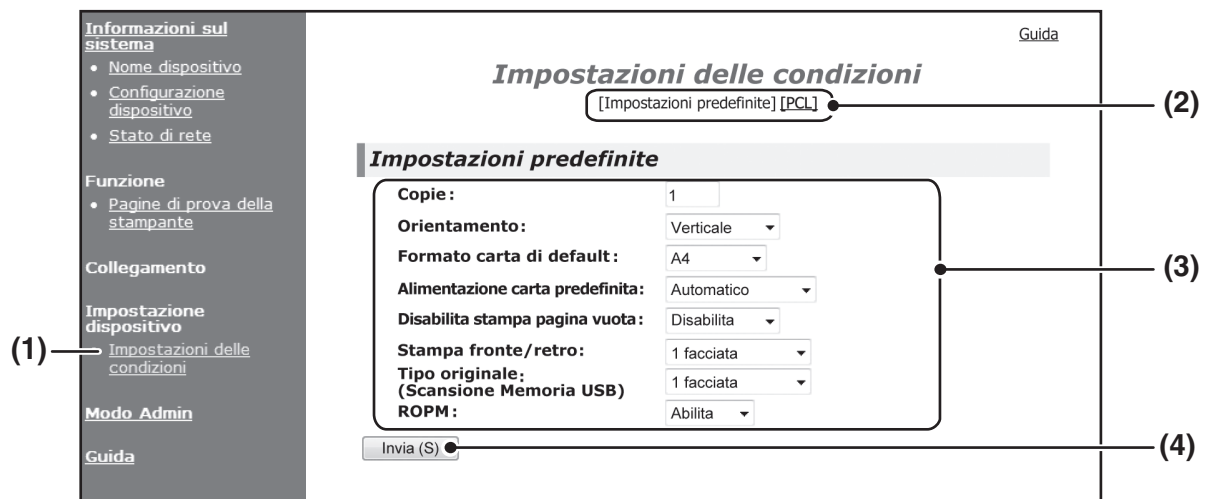 Informazioni sul
sistema
• Nome dispositivo
• Configurazione
dispositivo
• Stato di rete
Funzione
• Pagine di prova della
stampante
Collegamento
Impostazione
dispositivo
(1)
• Impostazioni delle
condizioni
Modo Admin
Guida
Guida
Impostazioni delle condizioni
[Impostazioni predefinite] [PCL]
(2)
Impostazioni predefinite
Copie: 1
Orientamento: Verticale
Formato carta di default: A4
(3)
Alimentazione carta predefinita: Automatico
Disabilita stampa pagina vuota: Disabilita
Stampa fronte/retro: 1 facciata
Tipo originale:
(Scansione Memoria USB) 1 facciata
ROPM: Abilita
Invia (S)
(4)